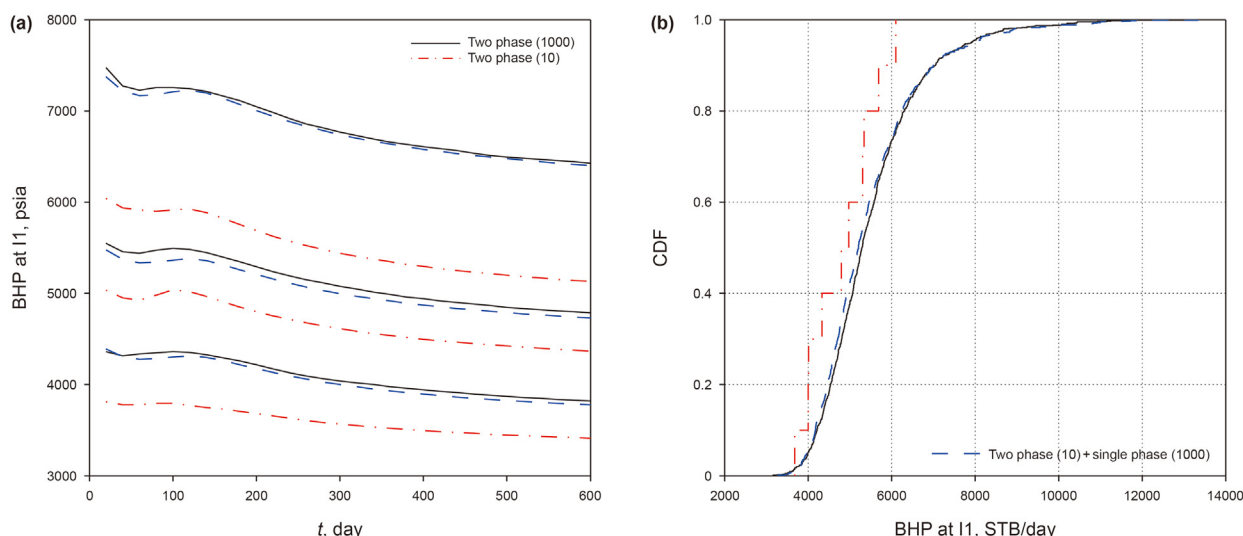 (a)
8000
7000
6000
5000
4000
3000
BHP at I1, psia
0
100
200
300
400
500
600
t, day
Two phase (1000)
Two phase (10)
(b)
1.0
0.8
0.6
0.4
0.2
0
CDF
2000
4000
6000
8000
10000
12000
14000
BHP at I1, STB/day
Two phase (10) + single phase (1000)